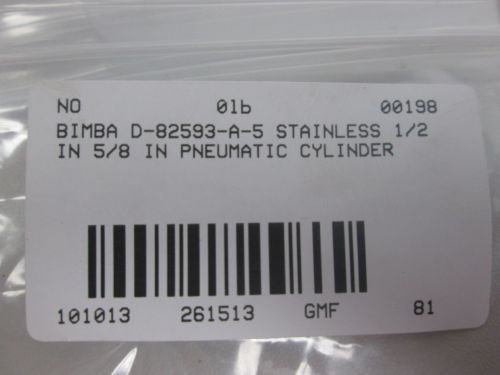 NO 0lb 00198
BIMBA D-82593-A-5 STAINLESS 1/2
IN 5/8 IN PNEUMATIC CYLINDER
101013 261513 GMF 81